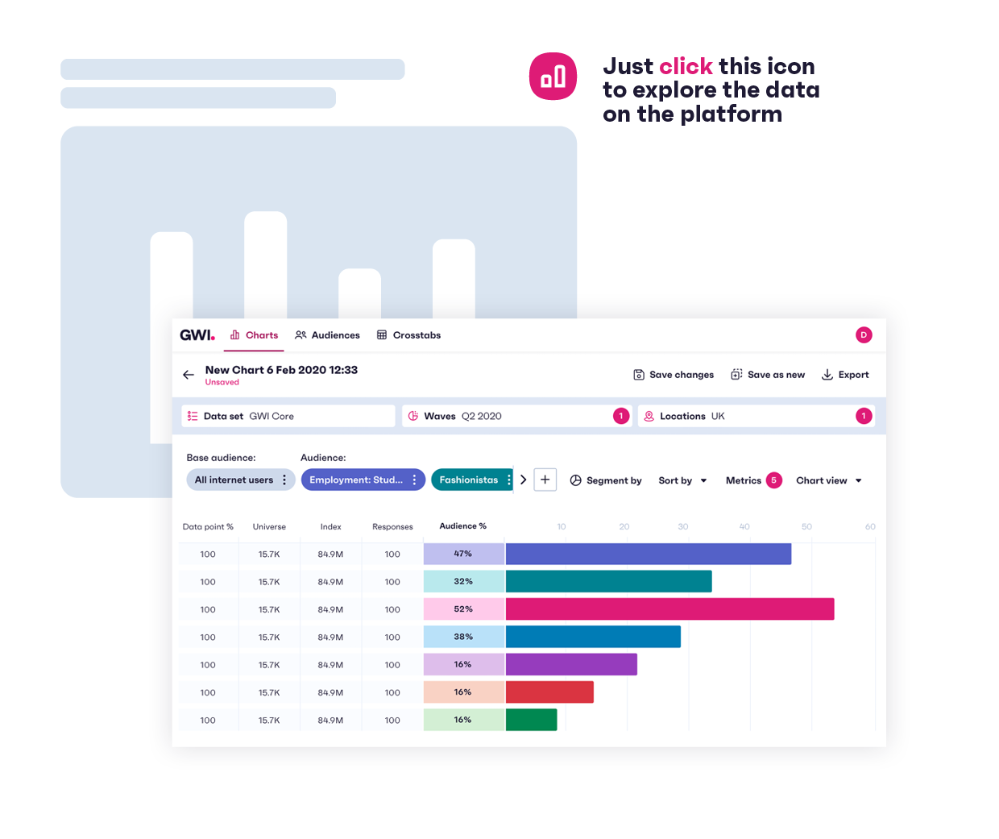 Just click this icon
to explore the data
on the platform
GWI. Charts Audiences Crosstabs D
New Chart 6 Feb 2020 12:33
Unsaved
Save changes Save as new Export
Data set GWI Core Waves Q2 2020 1 Locations UK 1
Base audience: Audience:
All internet users Employment: Stud... Fashionistas + Segment by Sort by Metrics 5 Chart view
Data point % Universe Index Responses Audience % 10 20 30 40 50 60
100 15.7K 84.9M 100 47%
100 15.7K 84.9M 100 32%
100 15.7K 84.9M 100 52%
100 15.7K 84.9M 100 38%
100 15.7K 84.9M 100 16%
100 15.7K 84.9M 100 16%
100 15.7K 84.9M 100 16%